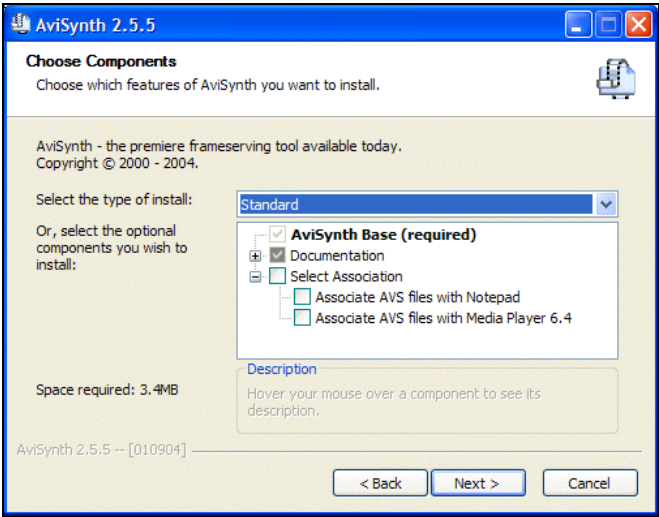 AviSynth 2.5.5
Choose Components
Choose which features of AviSynth you want to install.
AviSynth - the premiere frameserving tool available today.
Copyright © 2000 - 2004.
Select the type of install:
Standard
Or, select the optional
components you wish to
install:
AviSynth Base (required)
Documentation
Select Association
Associate AVS files with Notepad
Associate AVS files with Media Player 6.4
Space required: 3.4MB
Description
Hover your mouse over a component to see its
description.
AviSynth 2.5.5 -- [010904]
< Back
Next >
Cancel